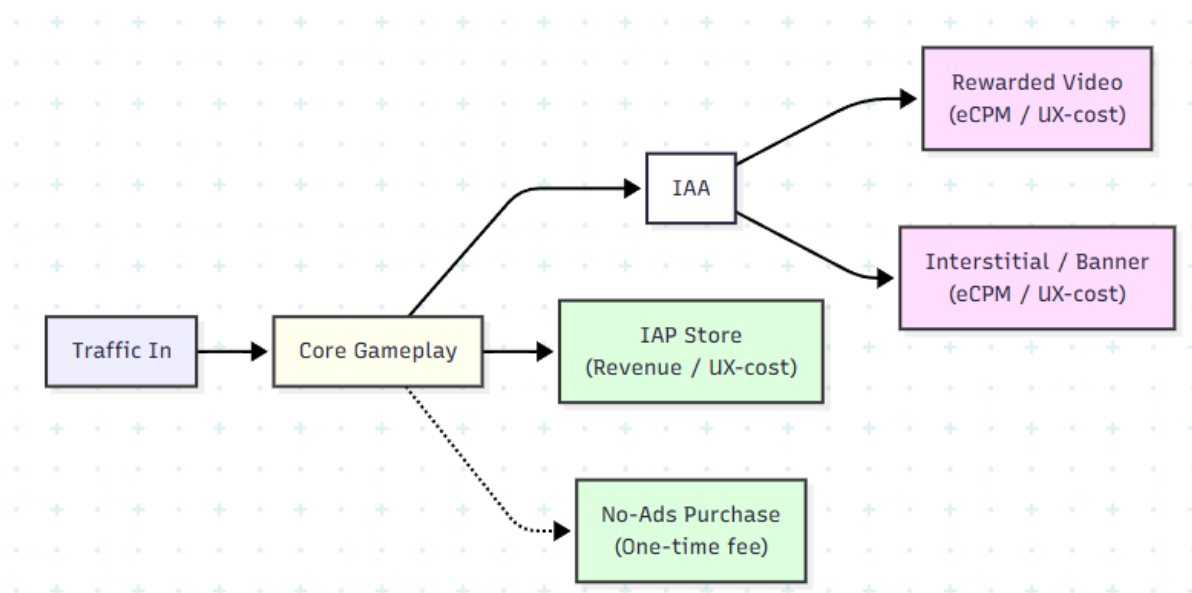 Traffic In
Core Gameplay
IAA
Rewarded Video
(eCPM / UX-cost)
Interstitial / Banner
(eCPM / UX-cost)
IAP Store
(Revenue / UX-cost)
No-Ads Purchase
(One-time fee)